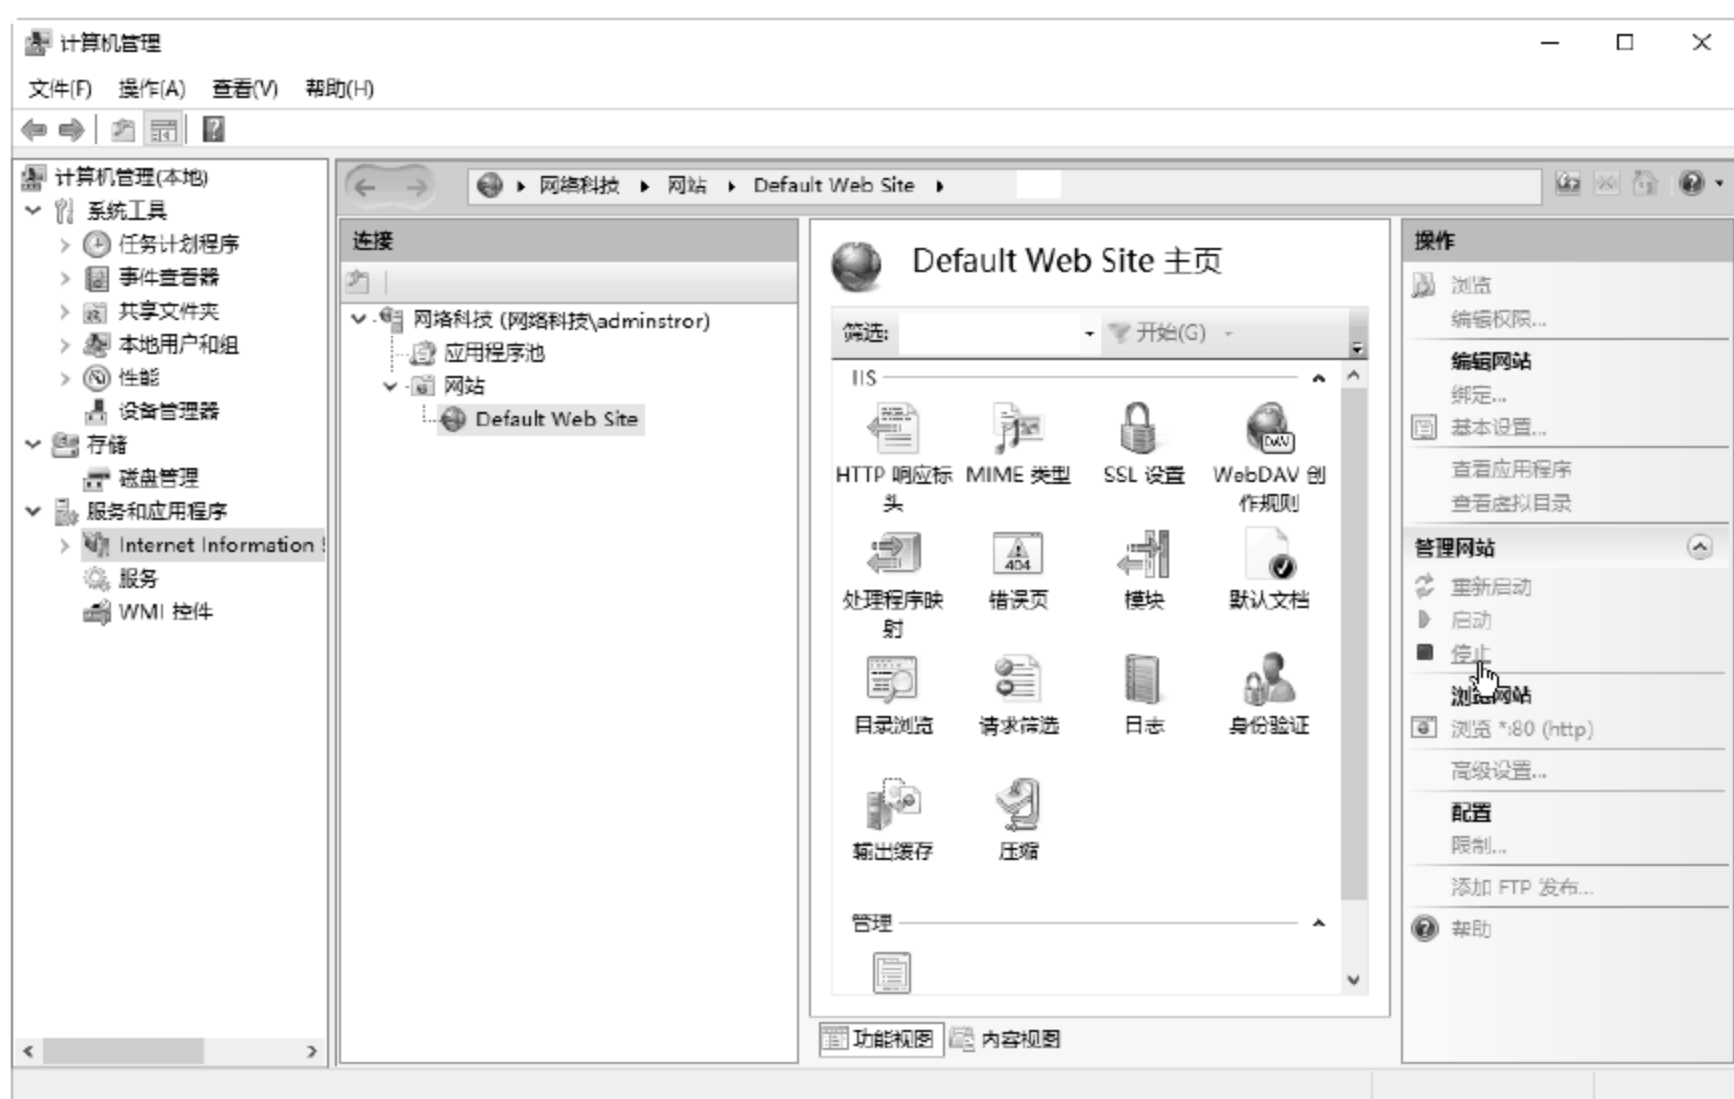 计算机管理
文件(F) 操作(A) 查看(V) 帮助(H)
计算机管理(本地)
系统工具
任务计划程序
事件查看器
共享文件夹
本地用户和组
性能
设备管理器
存储
磁盘管理
服务和应用程序
Internet Information
服务
WMI 控件
网络科技 网站 Default Web Site
连接
网络科技 (网络科技\adminstror)
应用程序池
网站
Default Web Site
Default Web Site 主页
筛选: 开始(G)
IIS
HTTP 响应标头
MIME 类型
SSL 设置
WebDAV 创作规则
处理程序映射
错误页
404
模块
默认文档
目录浏览
请求筛选
日志
身份验证
输出缓存
压缩
管理
功能视图 内容视图
操作
浏览
编辑权限...
编辑网站
绑定...
基本设置...
查看应用程序
查看虚拟目录
管理网站
重新启动
启动
停止
浏览网站
浏览 *:80 (http)
高级设置...
配置
限制...
添加 FTP 发布...
帮助